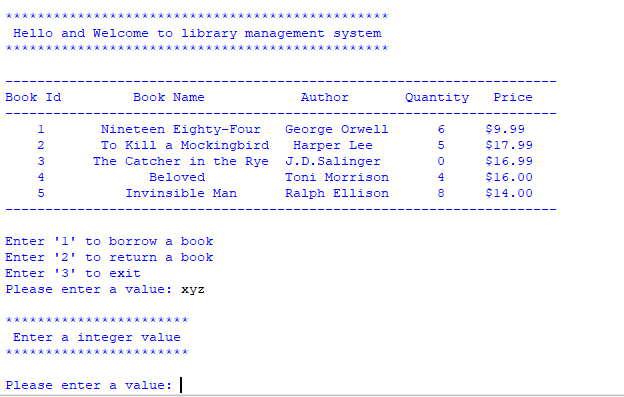 ************************************************
Hello and Welcome to library management system
************************************************
---------------------------------------------------------------------
Book Id Book Name Author Quantity Price
---------------------------------------------------------------------
1 Nineteen Eighty-Four George Orwell 6 $9.99
2 To Kill a Mockingbird Harper Lee 5 $17.99
3 The Catcher in the Rye J.D.Salinger 0 $16.99
4 Beloved Toni Morrison 4 $16.00
5 Invinsible Man Ralph Ellison 8 $14.00
---------------------------------------------------------------------
Enter '1' to borrow a book
Enter '2' to return a book
Enter '3' to exit
Please enter a value: xyz
***********************
Enter a integer value
***********************
Please enter a value: